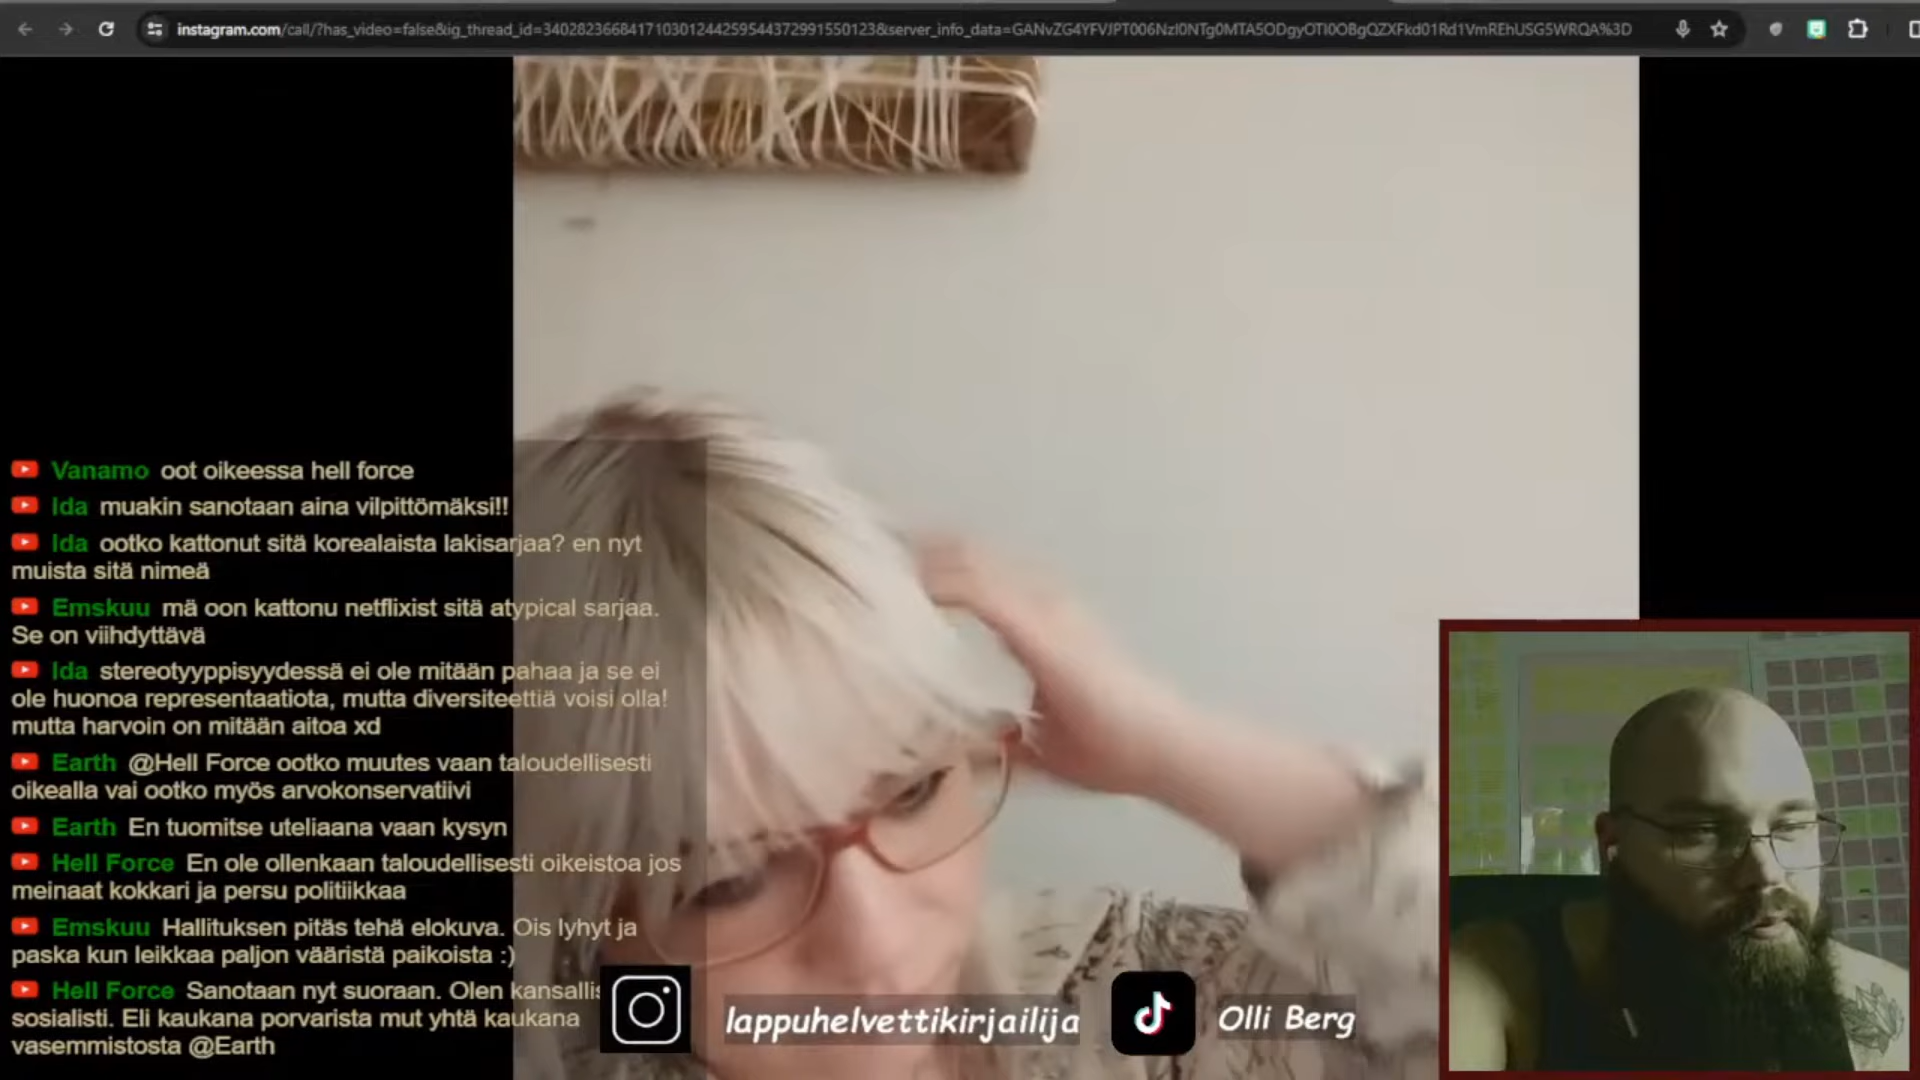 instagram.com/call/?has_video=false&ig_thread_id=340282366841710301244259544372991550123&server_info_data=GANvZG4YFVJPT006NzI0NTg0MTA5ODgyOTI0OBgQZXFkd01Rd1VmREhUSG5WRQA%3D
Vanamo oot oikeessa hell force
Ida muakin sanotaan aina vilpittömäksi!!
Ida ootko kattonut sitä korealaista lakisarjaa? en nyt
muista sitä nimeä
Emskuu mä oon kattonu netflixist sitä atypical sarjaa.
Se on viihdyttävä
Ida stereotyyppisyydessä ei ole mitään pahaa ja se ei
ole huonoa representaatiota, mutta diversiteettiä voisi olla!
mutta harvoin on mitään aitoa xd
Earth @Hell Force ootko muutes vaan taloudellisesti
oikealla vai ootko myös arvokonservatiivi
Earth En tuomitse uteliaana vaan kysyn
Hell Force En ole ollenkaan taloudellisesti oikeistoa jos
meinaat kokkari ja persu politiikkaa
Emskuu Hallituksen pitäs tehä elokuva. Ois lyhyt ja
paska kun leikkaa paljon vääristä paikoista :)
Hell Force Sanotaan nyt suoraan. Olen kansallis
sosialisti. Eli kaukana porvarista mut yhtä kaukana
vasemmistosta @Earth
lappuhelvettikirjailija
Olli Berg